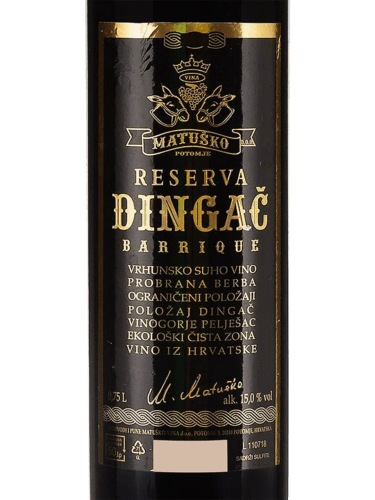 VINA
MATUŠKO d.o.o.
POTOMJE
RESERVA
DINGAČ
BARRIQUE
VRHUNSKO SUHO VINO
PROBRANA BERBA
OGRANIČENI POLOŽAJI
POLOŽAJ DINGAČ
VINOGORJE PELJEŠAC
EKOLOŠKI ČISTA ZONA
VINO IZ HRVATSKE
M. Matuško
0,75 L
alk. 15,0 % vol
L 110718
SADRŽI SULFITE